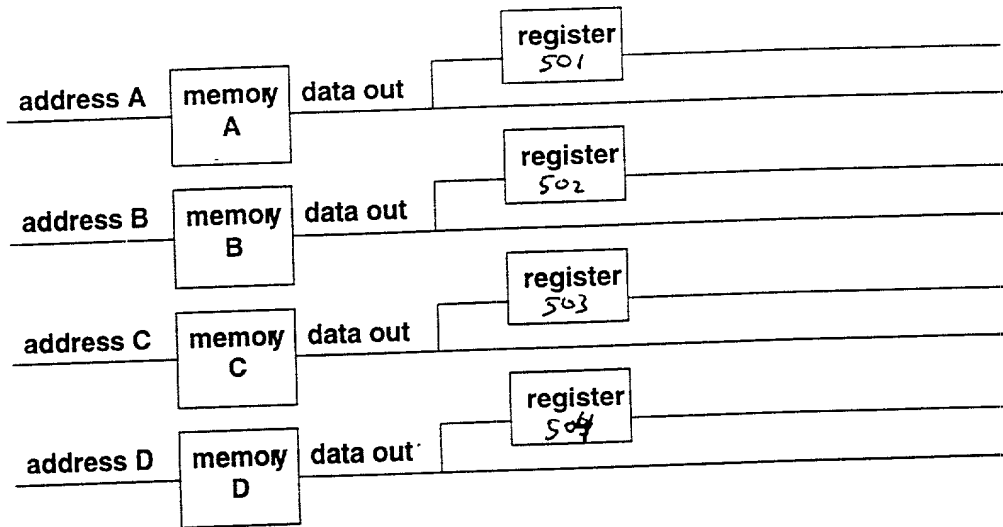 register
501
address A
memory
A
data out
register
502
address B
memory
B
data out
register
503
address C
memory
C
data out
register
504
address D
memory
D
data out